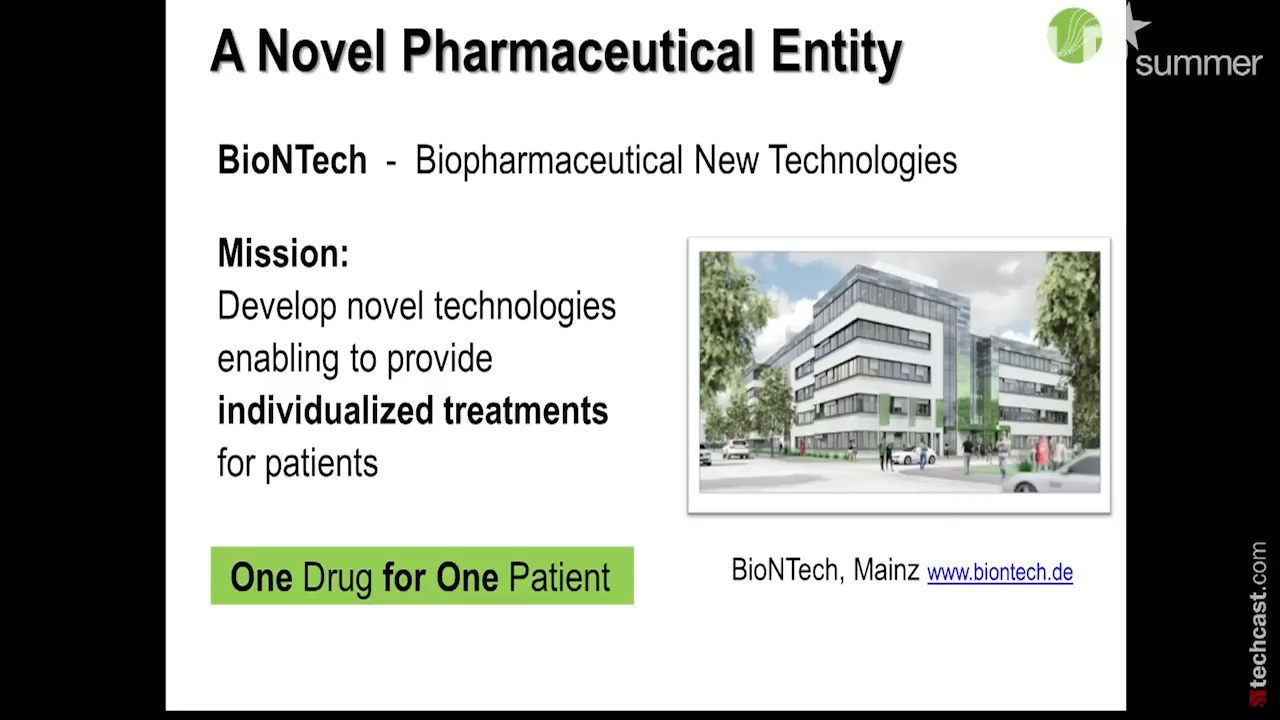 A Novel Pharmaceutical Entity
summer
BioNTech - Biopharmaceutical New Technologies
Mission:
Develop novel technologies
enabling to provide
individualized treatments
for patients
One Drug for One Patient
BioNTech, Mainz www.biontech.de
techcast.com